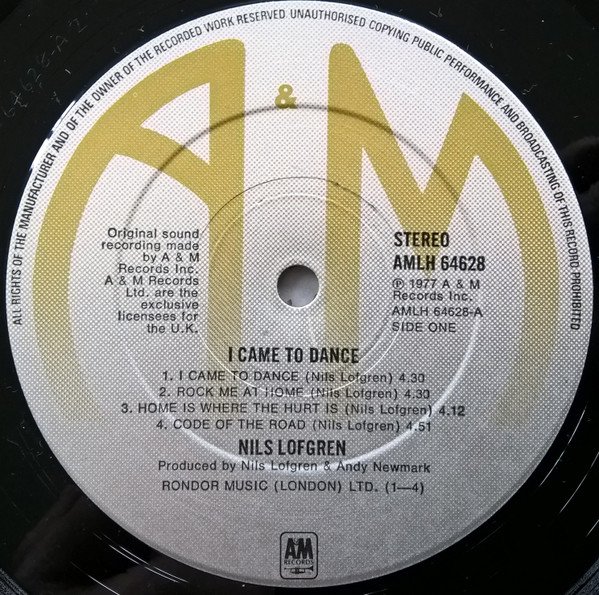 ALL RIGHTS OF THE MANUFACTURER AND OF THE OWNER OF THE RECORDED WORK RESERVED UNAUTHORISED COPYING PUBLIC PERFORMANCE AND BROADCASTING OF THIS RECORD PROHIBITED
A & M
Original sound
recording made
by A & M
Records Inc.
A & M Records
Ltd. are the
exclusive
licensees for
the U.K.
STEREO
AMLH 64628
℗ 1977 A & M
Records Inc.
AMLH 64628-A
SIDE ONE
I CAME TO DANCE
1. I CAME TO DANCE (Nils Lofgren) 4.30
2. ROCK ME AT HOME (Nils Lofgren) 4.30
3. HOME IS WHERE THE HURT IS (Nils Lofgren) 4.12
4. CODE OF THE ROAD (Nils Lofgren) 4.51
NILS LOFGREN
Produced by Nils Lofgren & Andy Newmark
RONDOR MUSIC (LONDON) LTD. (1—4)
AM
RECORDS